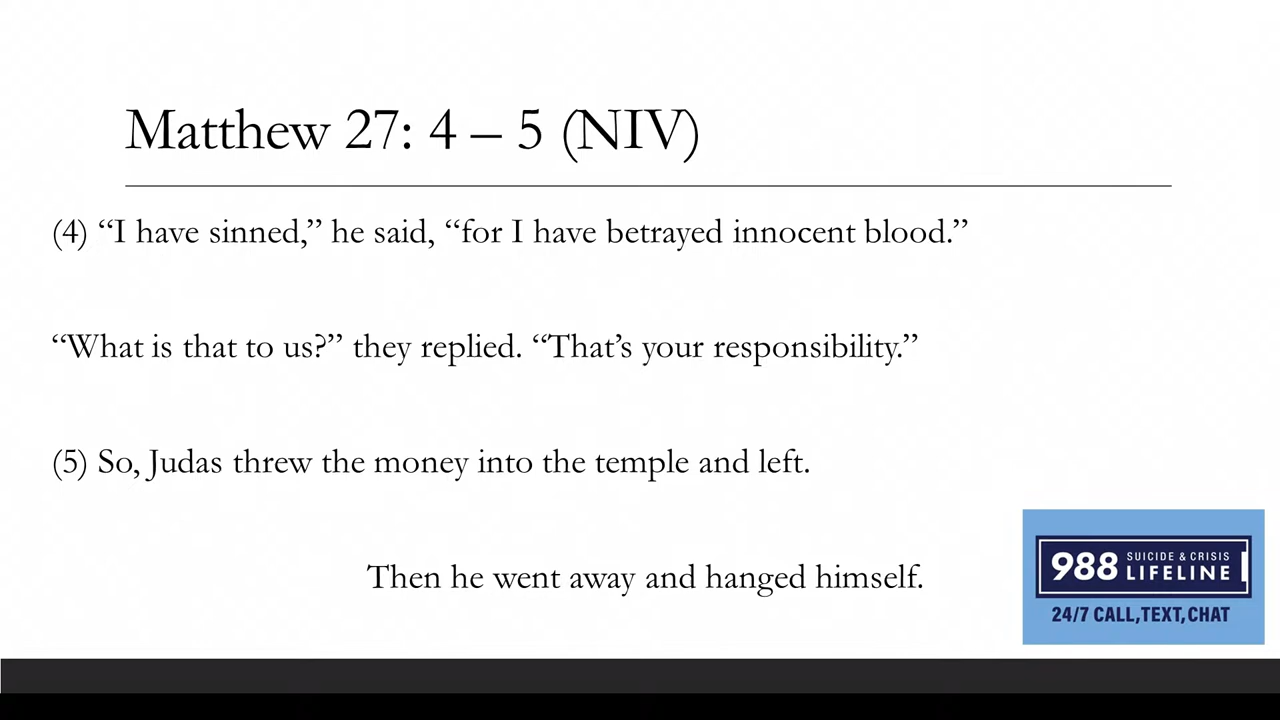 Matthew 27: 4 – 5 (NIV)
(4) “I have sinned,” he said, “for I have betrayed innocent blood.”
“What is that to us?” they replied. “That’s your responsibility.”
(5) So, Judas threw the money into the temple and left.
Then he went away and hanged himself.
988 SUICIDE & CRISIS
LIFELINE
24/7 CALL,TEXT,CHAT